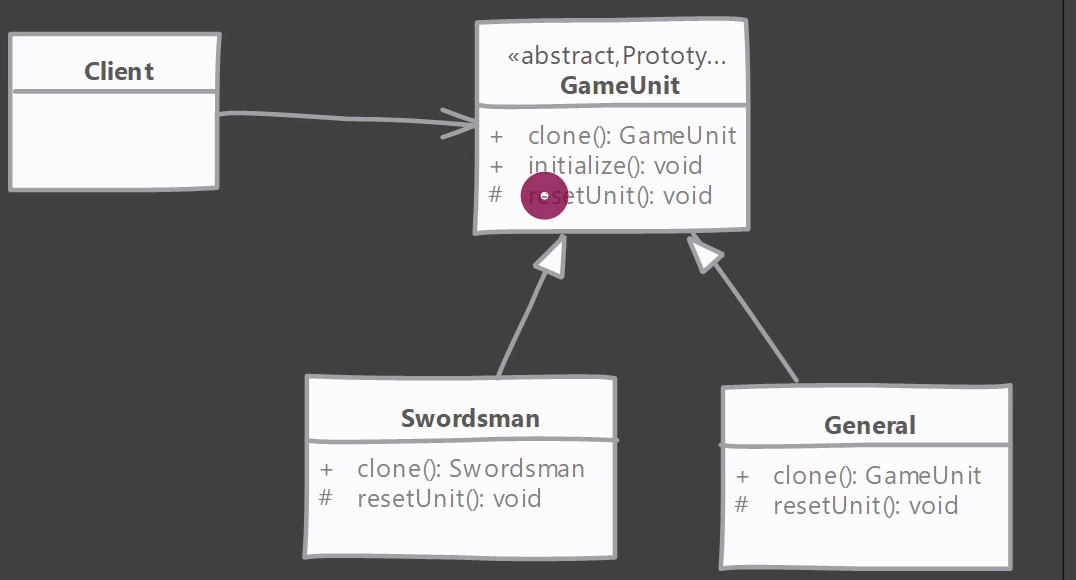 Client
«abstract,Prototy...
GameUnit
+ clone(): GameUnit
+ initialize(): void
# resetUnit(): void
Swordsman
+ clone(): Swordsman
# resetUnit(): void
General
+ clone(): GameUnit
# resetUnit(): void